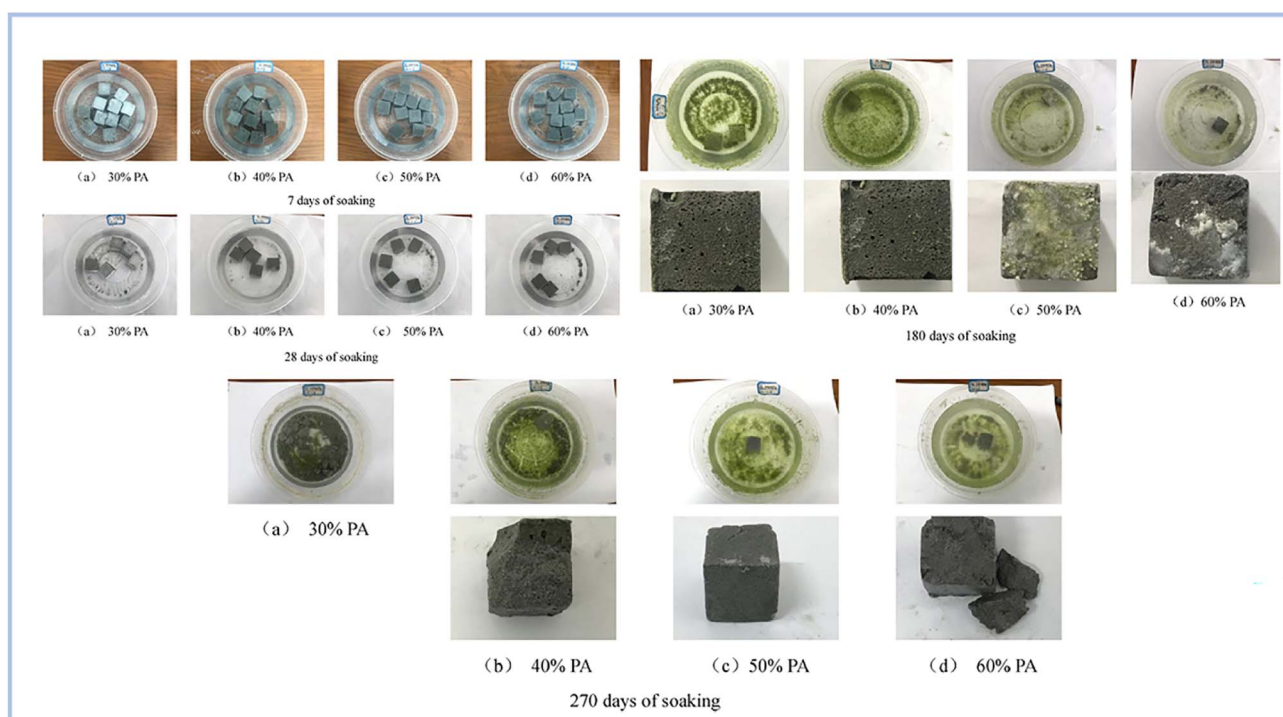 (a) 30% PA
(b) 40% PA
(c) 50% PA
(d) 60% PA
7 days of soaking
(a) 30% PA
(b) 40% PA
(c) 50% PA
(d) 60% PA
28 days of soaking
(a) 30% PA
(b) 40% PA
(c) 50% PA
(d) 60% PA
180 days of soaking
(a) 30% PA
(b) 40% PA
(c) 50% PA
(d) 60% PA
270 days of soaking